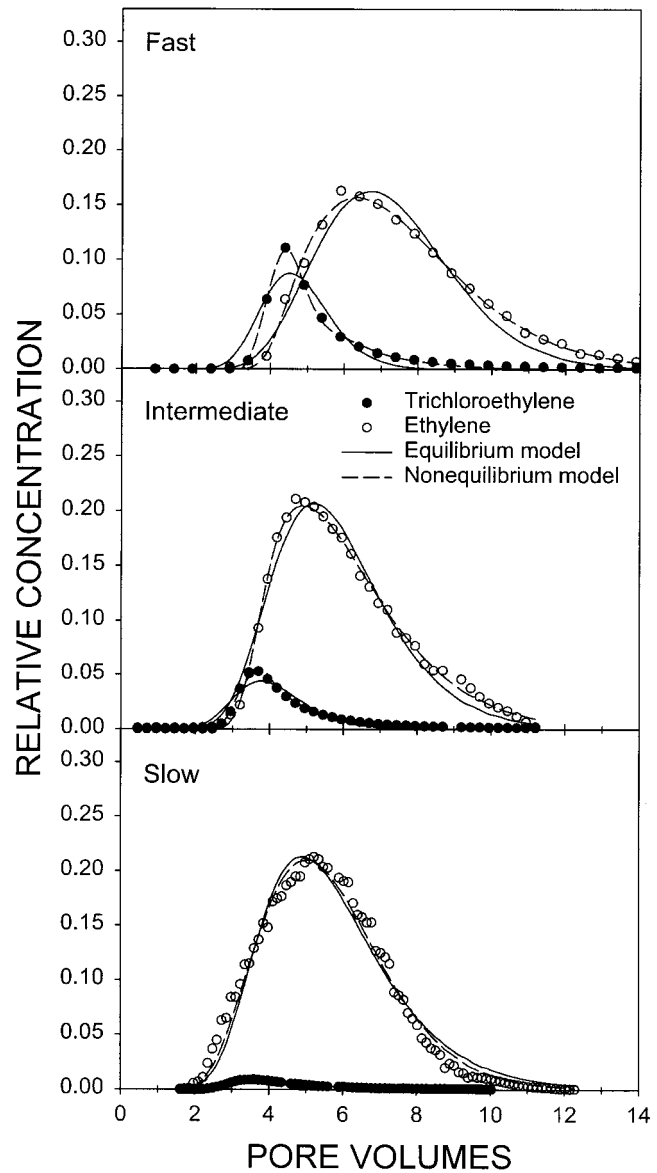 RELATIVE CONCENTRATION
Fast
0.30
0.25
0.20
0.15
0.10
0.05
0.00
Intermediate
Trichloroethylene
Ethylene
Equilibrium model
Nonequilibrium model
0.30
0.25
0.20
0.15
0.10
0.05
0.00
Slow
0.30
0.25
0.20
0.15
0.10
0.05
0.00
0 2 4 6 8 10 12 14
PORE VOLUMES